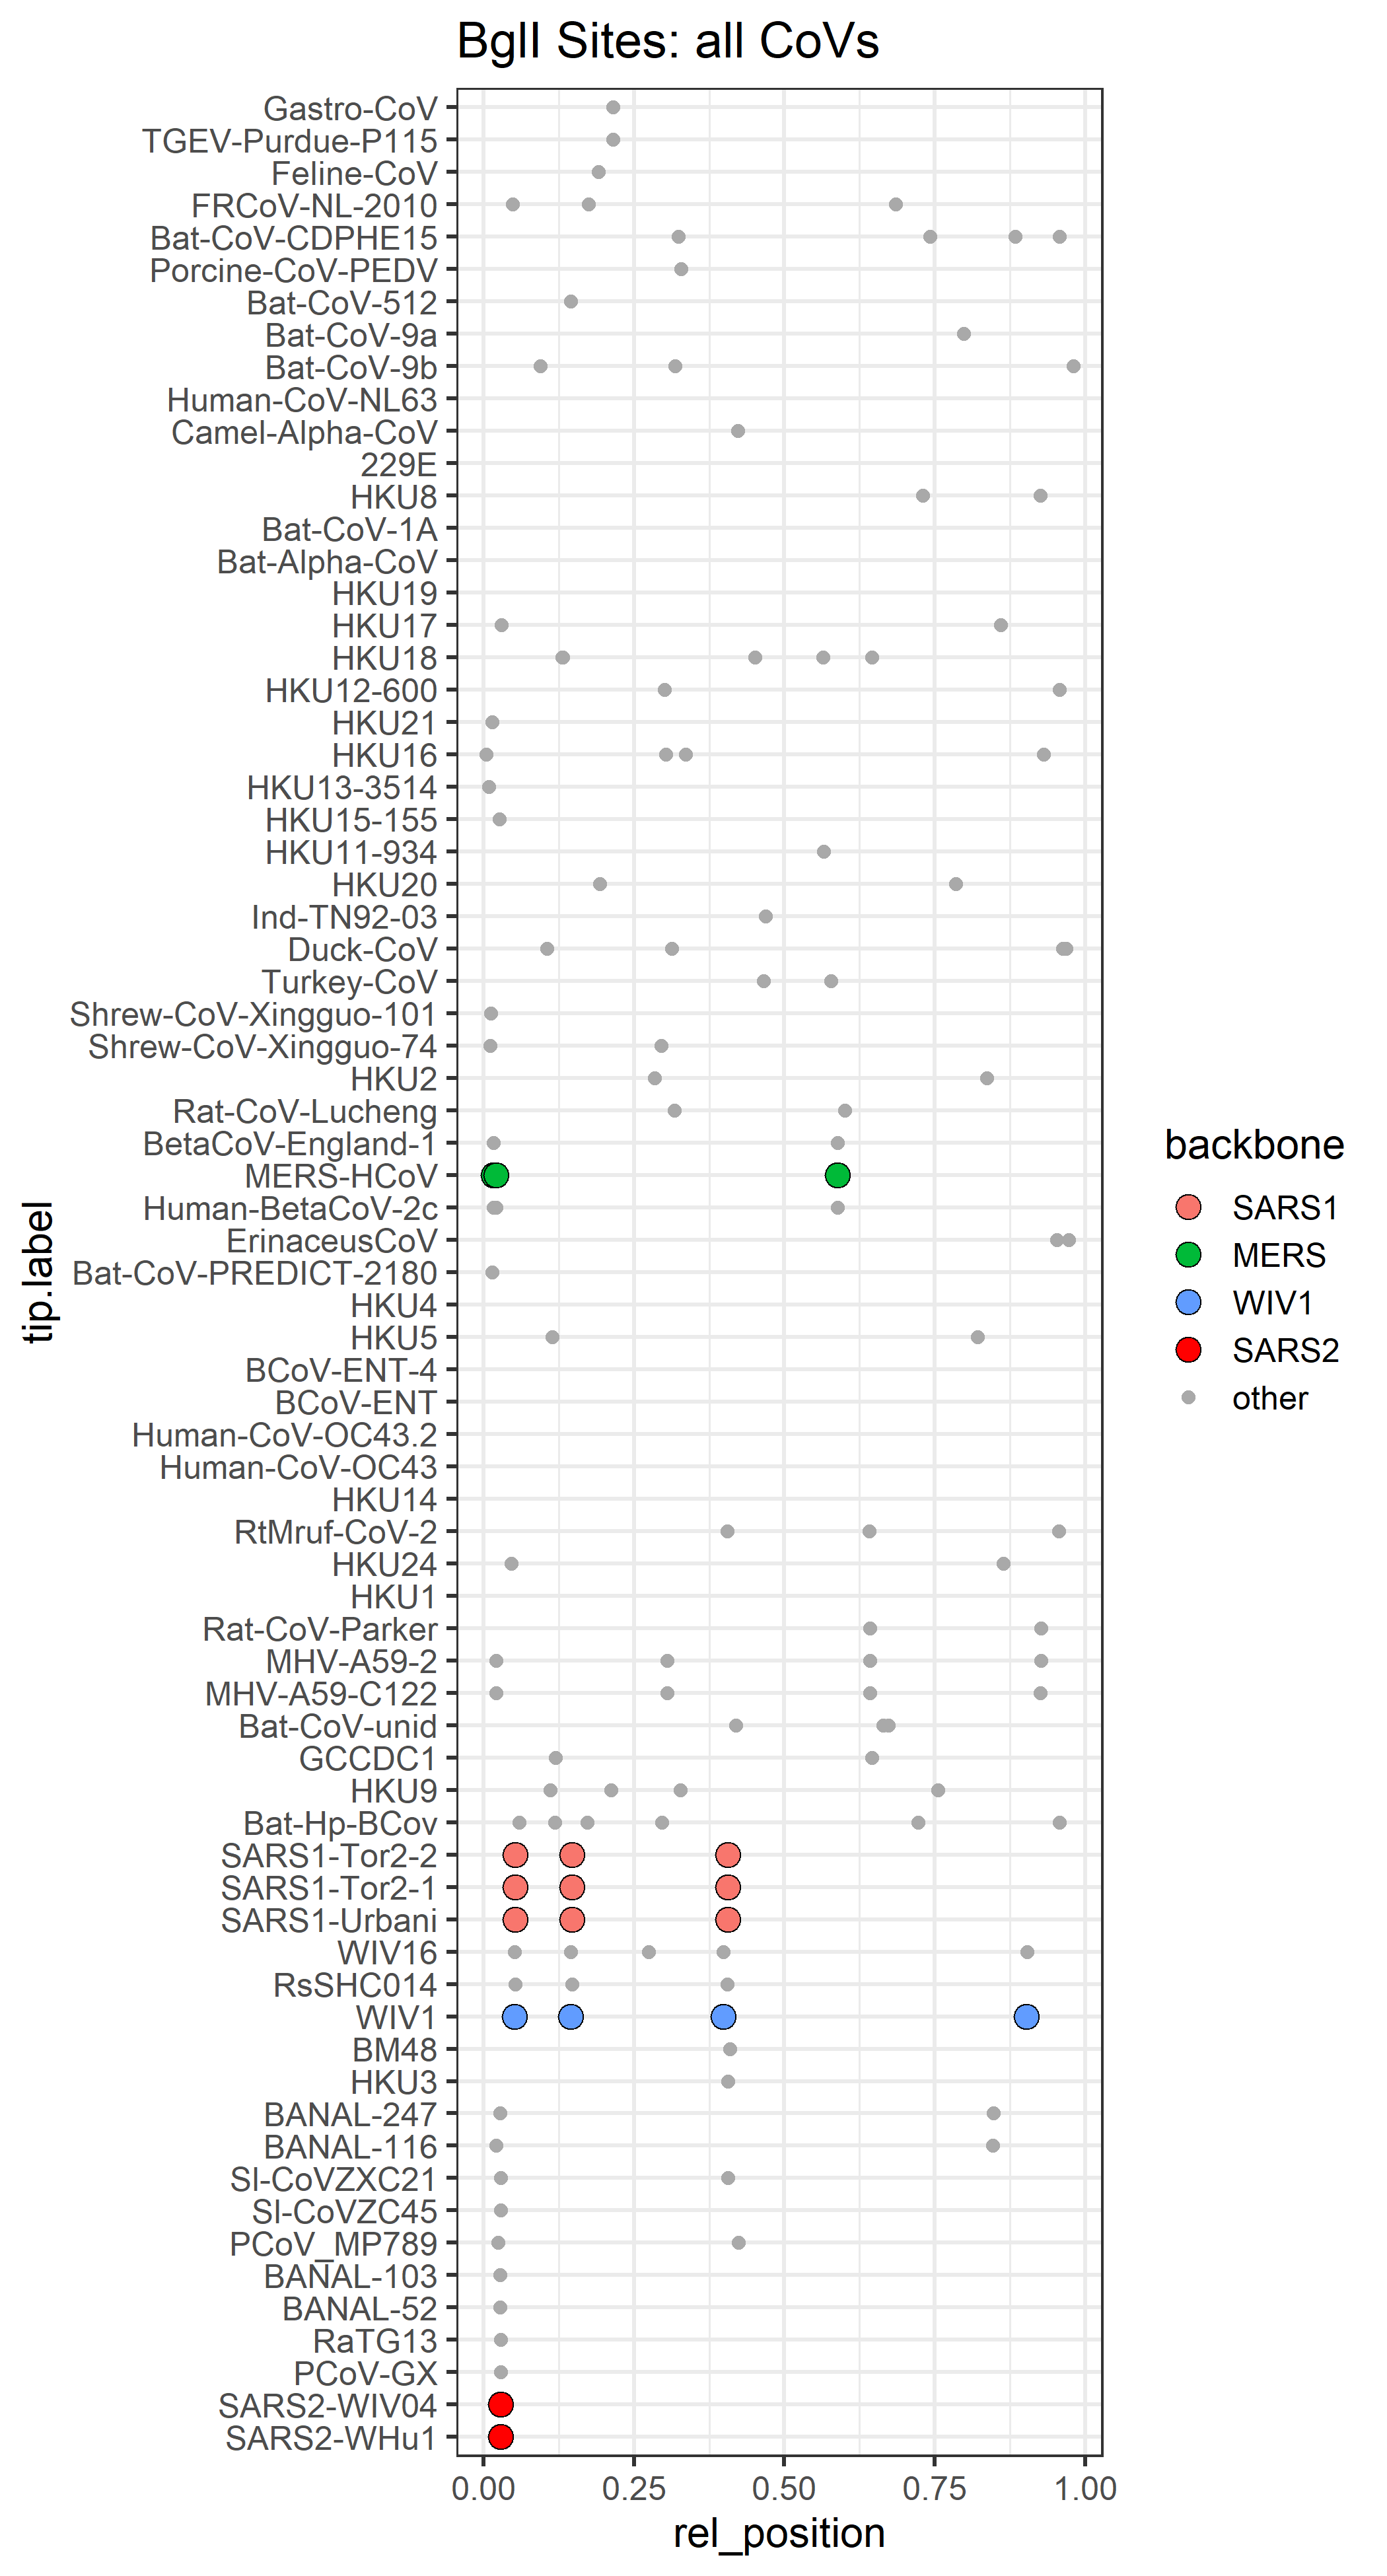 BglI Sites: all CoVs
Gastro-CoV
TGEV-Purdue-P115
Feline-CoV
FRCoV-NL-2010
Bat-CoV-CDPHE15
Porcine-CoV-PEDV
Bat-CoV-512
Bat-CoV-9a
Bat-CoV-9b
Human-CoV-NL63
Camel-Alpha-CoV
229E
HKU8
Bat-CoV-1A
Bat-Alpha-CoV
HKU19
HKU17
HKU18
HKU12-600
HKU21
HKU16
HKU13-3514
HKU15-155
HKU11-934
HKU20
Ind-TN92-03
Duck-CoV
Turkey-CoV
Shrew-CoV-Xingguo-101
Shrew-CoV-Xingguo-74
HKU2
Rat-CoV-Lucheng
BetaCoV-England-1
MERS-HCoV
Human-BetaCoV-2c
ErinaceusCoV
Bat-CoV-PREDICT-2180
HKU4
HKU5
BCoV-ENT-4
BCoV-ENT
Human-CoV-OC43.2
Human-CoV-OC43
HKU14
RtMruf-CoV-2
HKU24
HKU1
Rat-CoV-Parker
MHV-A59-2
MHV-A59-C122
Bat-CoV-unid
GCCDC1
HKU9
Bat-Hp-BCov
SARS1-Tor2-2
SARS1-Tor2-1
SARS1-Urbani
WIV16
RsSHC014
WIV1
BM48
HKU3
BANAL-247
BANAL-116
Sl-CoVZXC21
Sl-CoVZC45
PCoV_MP789
BANAL-103
BANAL-52
RaTG13
PCoV-GX
SARS2-WIV04
SARS2-WHu1
0.00 0.25 0.50 0.75 1.00
rel_position
tip.label
backbone
SARS1
MERS
WIV1
SARS2
other